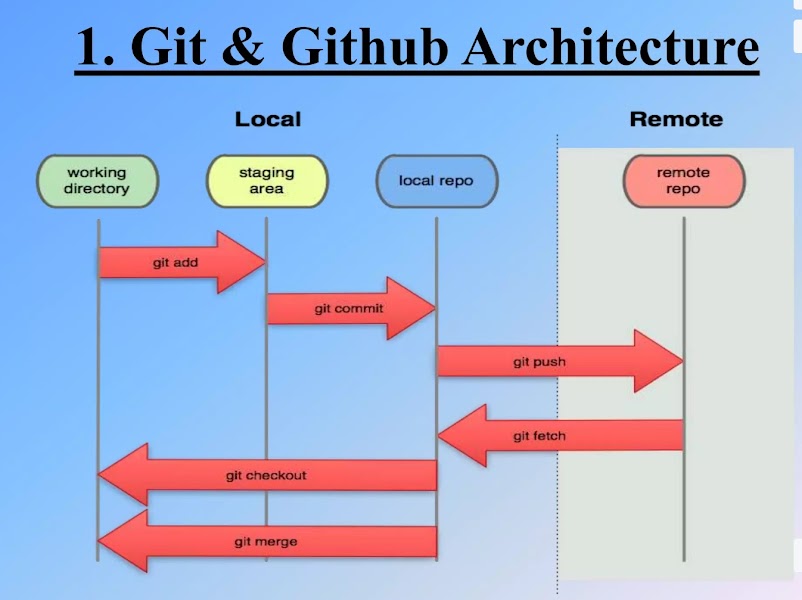 1. Git & Github Architecture
Local
Remote
working
directory
staging
area
local repo
remote
repo
git add
git commit
git push
git fetch
git checkout
git merge